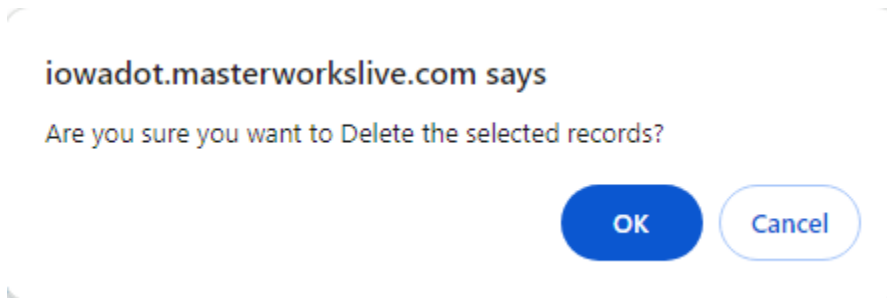 iowadot.masterworkslive.com says
Are you sure you want to Delete the selected records?
OK
Cancel